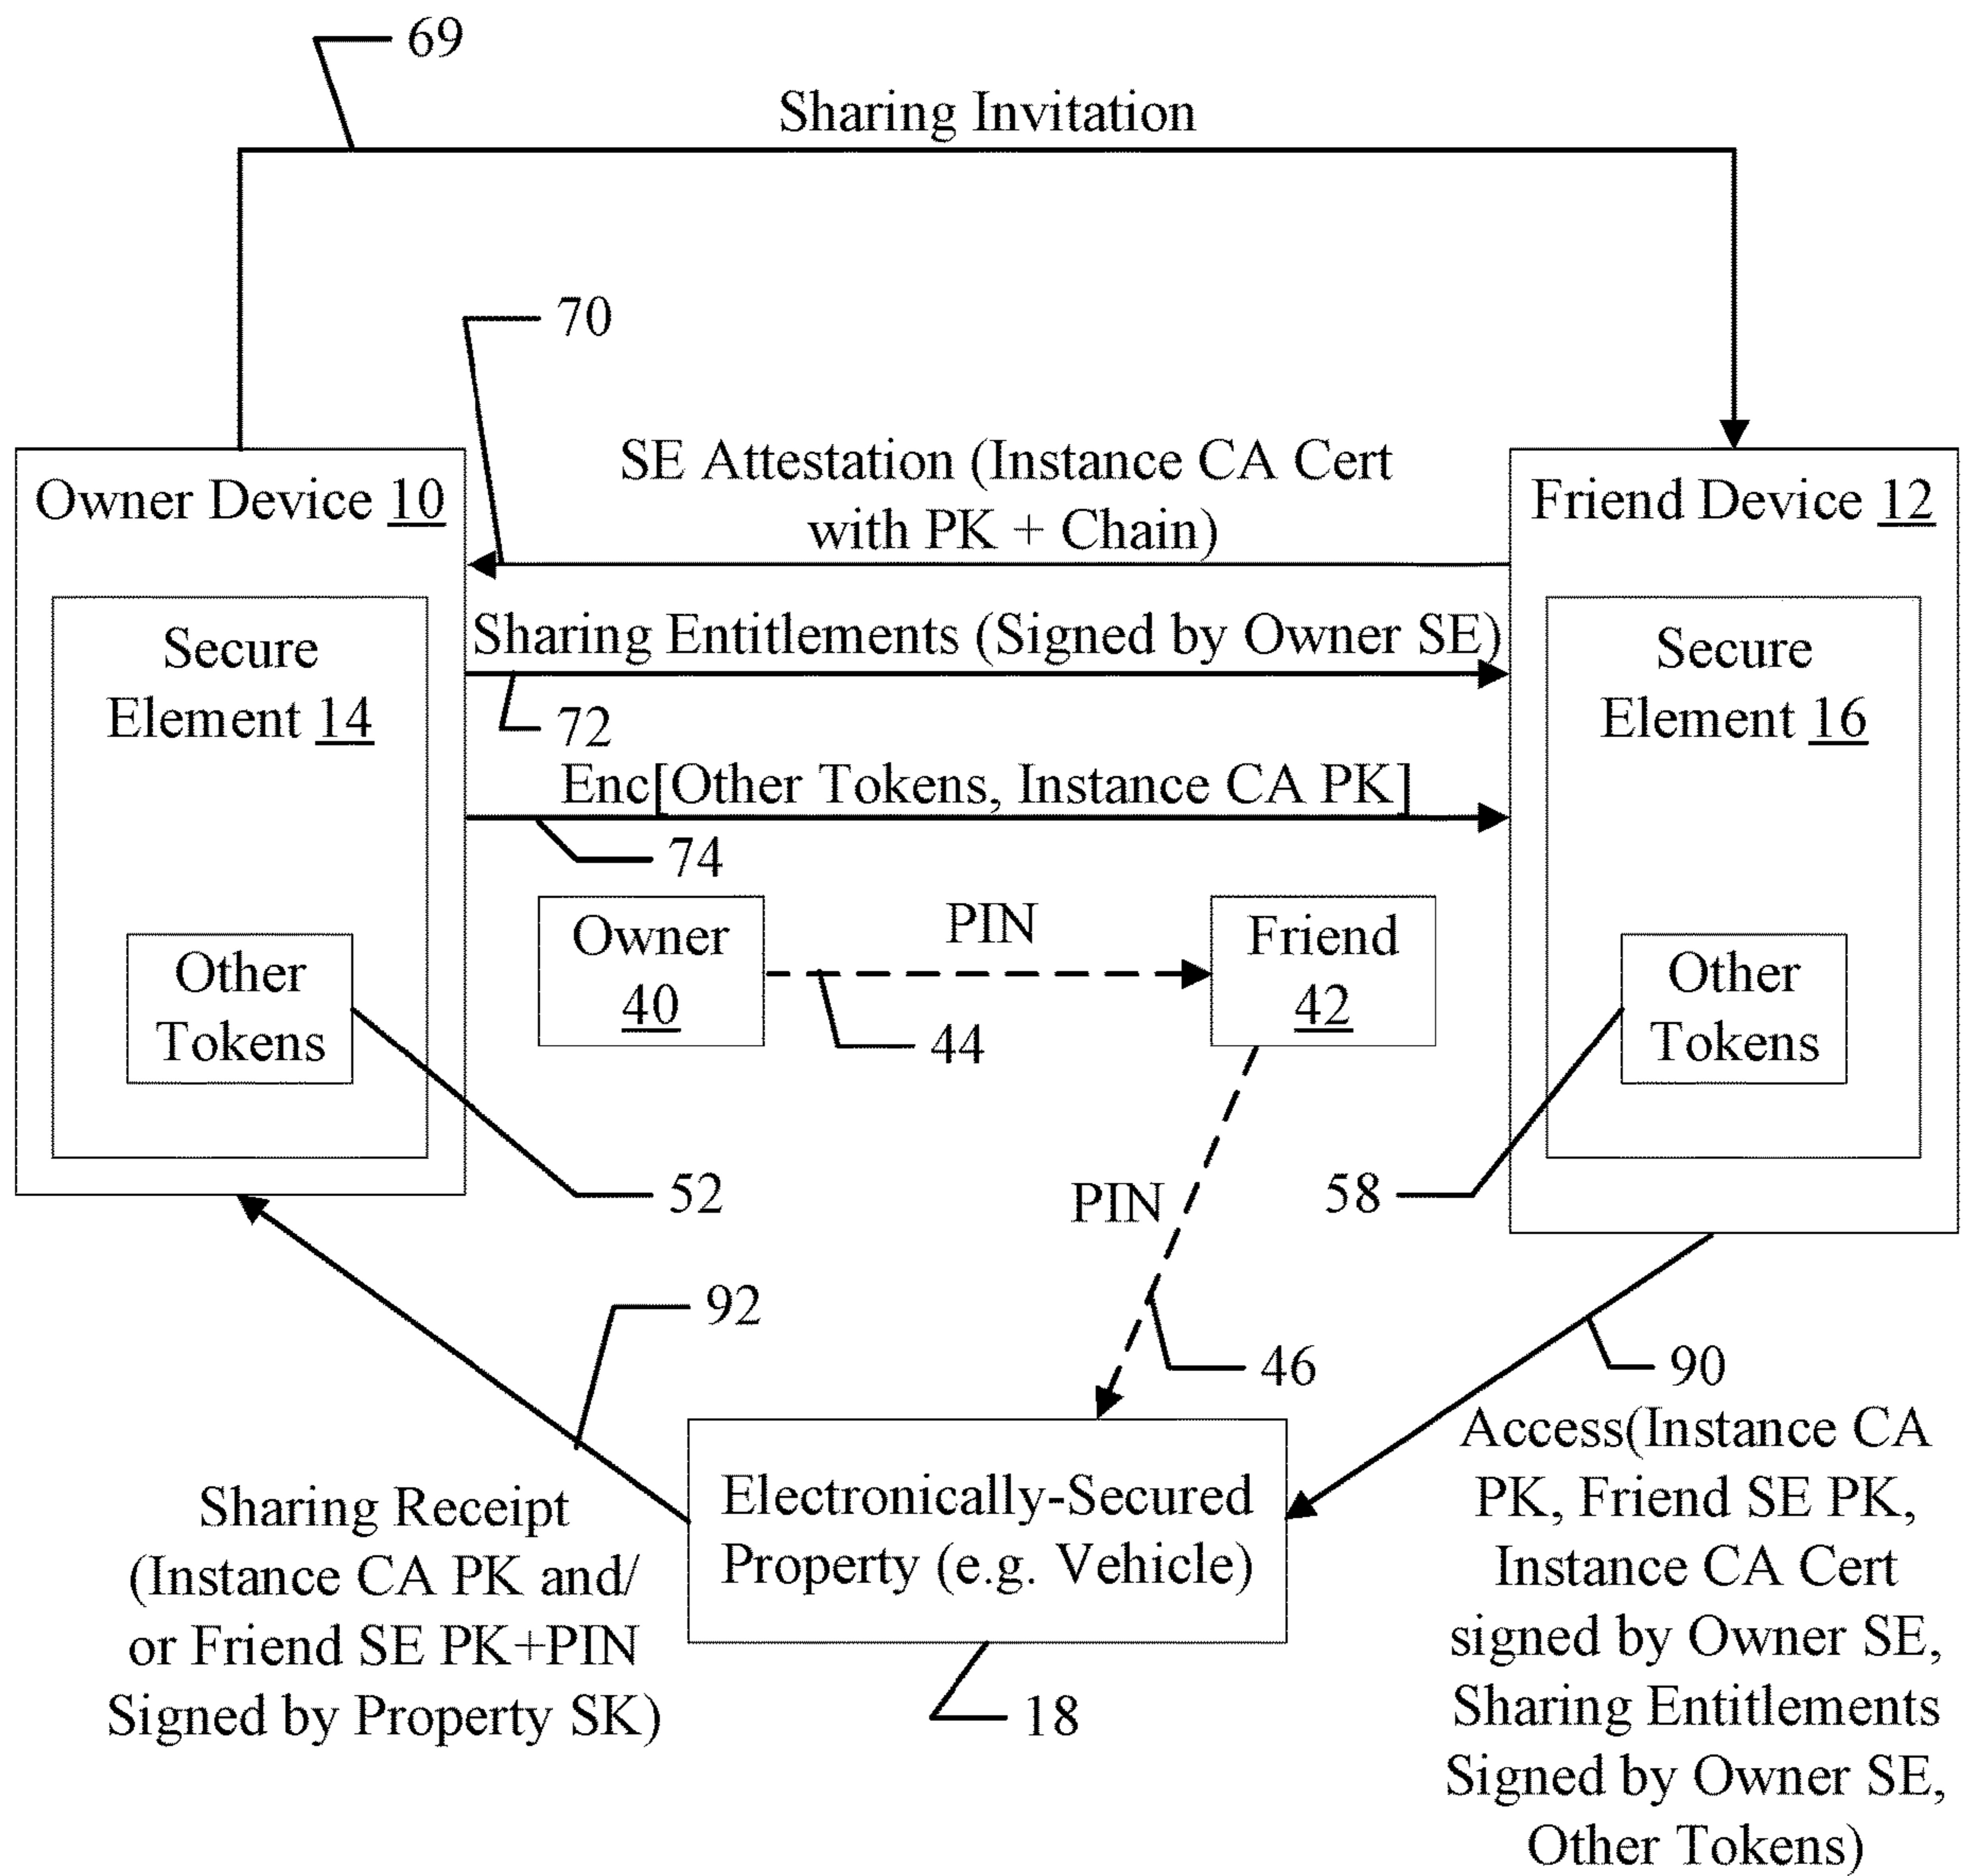 69
Sharing Invitation
70
SE Attestation (Instance CA Cert
with PK + Chain)
Owner Device 10
Friend Device 12
Secure
Element 14
Sharing Entitlements (Signed by Owner SE)
72
Enc[Other Tokens, Instance CA PK]
74
Secure
Element 16
Other
Tokens
Owner
40
PIN
44
Friend
42
Other
Tokens
52
PIN
58
92
46
90
Sharing Receipt
(Instance CA PK and/
or Friend SE PK+PIN
Signed by Property SK)
Electronically-Secured
Property (e.g. Vehicle)
18
Access(Instance CA
PK, Friend SE PK,
Instance CA Cert
signed by Owner SE,
Sharing Entitlements
Signed by Owner SE,
Other Tokens)